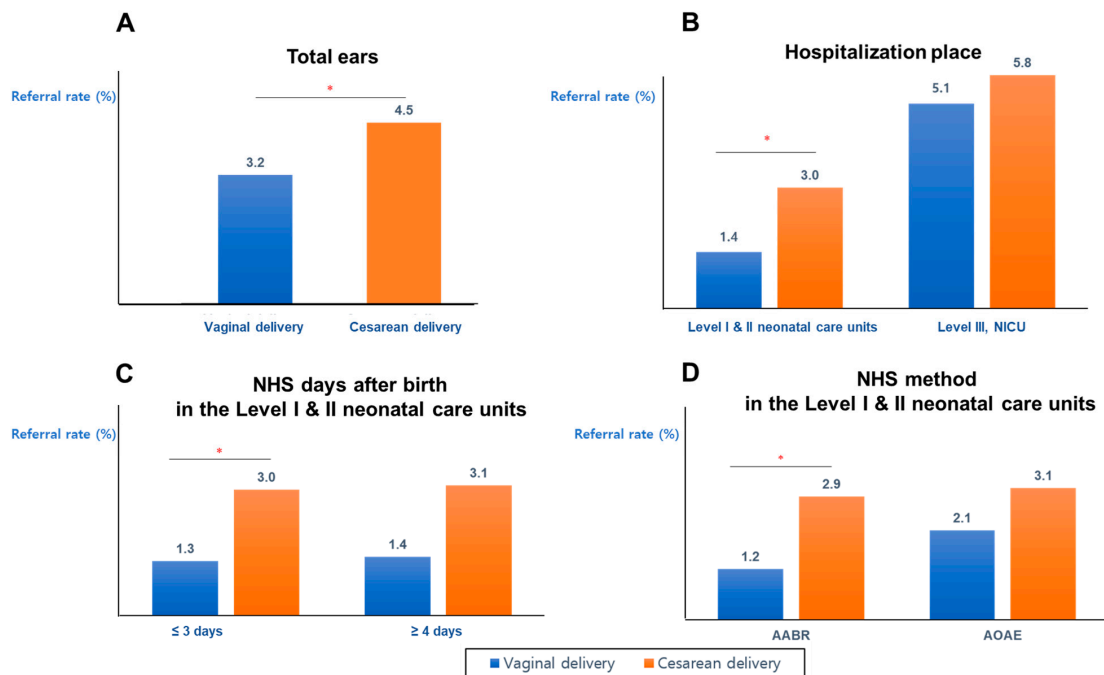 A
Total ears
Referral rate (%)
*
3.2
4.5
Vaginal delivery
Cesarean delivery
B
Hospitalization place
Referral rate (%)
*
1.4
3.0
5.1
5.8
Level I & II neonatal care units
Level III, NICU
C
NHS days after birth
in the Level I & II neonatal care units
Referral rate (%)
*
1.3
3.0
1.4
3.1
≤ 3 days
≥ 4 days
D
NHS method
in the Level I & II neonatal care units
Referral rate (%)
*
1.2
2.9
2.1
3.1
AABR
AOAE
Vaginal delivery
Cesarean delivery